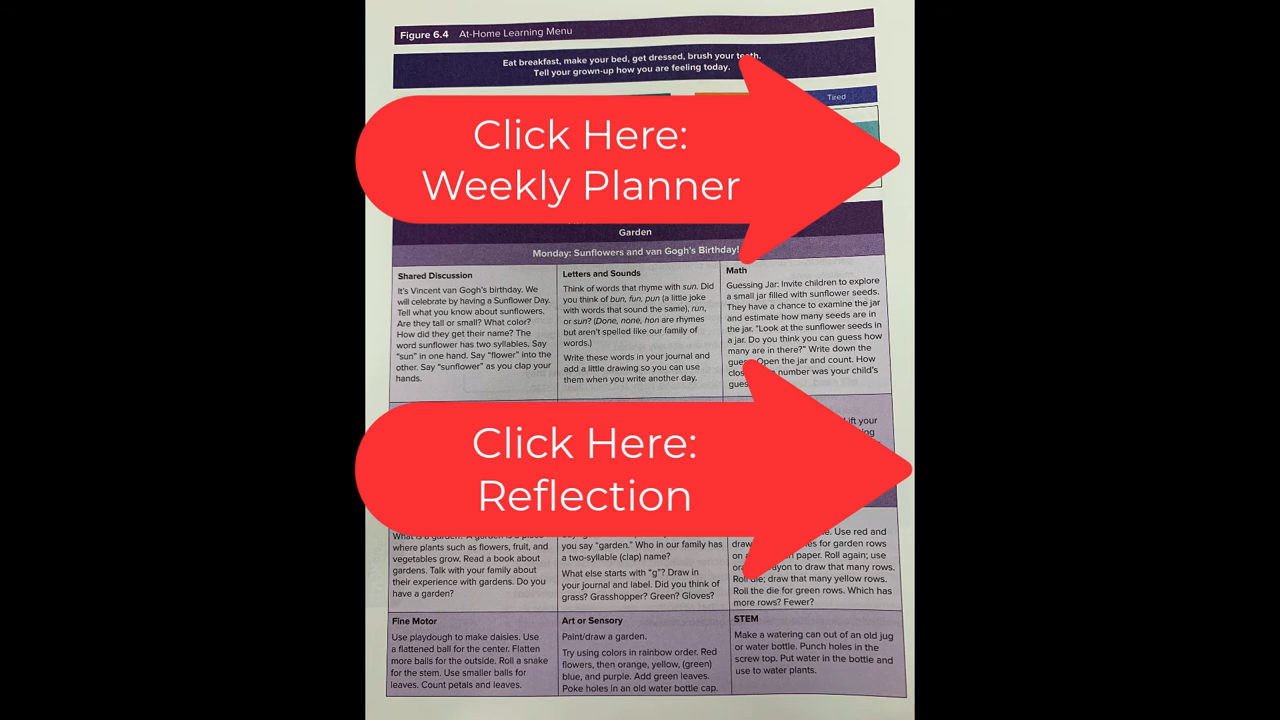 Figure 6.4 At-Home Learning Menu
Eat breakfast, make your bed, get dressed, brush your teeth.
Tell your grown-up how you are feeling today.
Tired
Click Here:
Weekly Planner
Garden
Monday: Sunflowers and van Gogh's Birthday!
Shared Discussion
It's Vincent van Gogh's birthday. We
will celebrate by having a Sunflower Day.
Tell what you know about sunflowers.
Are they tall or small? What color?
How did they get their name? The
word sunflower has two syllables. Say
"sun" in one hand. Say "flower" into the
other. Say "sunflower" as you clap your
hands.
Letters and Sounds
Think of words that rhyme with sun. Did
you think of bun, fun, pun (a little joke
with words that sound the same), run,
or sun? (Done, none, hon are rhymes
but aren't spelled like our family of
words.)
Write these words in your journal and
add a little drawing so you can use
them when you write another day.
Math
Guessing Jar: Invite children to explore
a small jar filled with sunflower seeds.
They have a chance to examine the jar
and estimate how many seeds are in
the jar. "Look at the sunflower seeds in
a jar. Do you think you can guess how
many are in there?" Write down the
Open the jar and count. How
number was your child's
lift your
Click Here:
Reflection
What is a garden? A garden is a place
where plants such as flowers, fruit, and
vegetables grow. Read a book about
gardens. Talk with your family about
their experience with gardens. Do you
have a garden?
you say "garden." Who in our family has
a two-syllable (clap) name?
What else starts with "g"? Draw in
your journal and label. Did you think of
grass? Grasshopper? Green? Gloves?
Use red and
draw for garden rows
on paper. Roll again; use
to draw that many rows.
Roll die; draw that many yellow rows.
Roll the die for green rows. Which has
more rows? Fewer?
Fine Motor
Use playdough to make daisies. Use
a flattened ball for the center. Flatten
more balls for the outside. Roll a snake
for the stem. Use smaller balls for
leaves. Count petals and leaves.
Art or Sensory
Paint/draw a garden.
Try using colors in rainbow order. Red
flowers, then orange, yellow, (green)
blue, and purple. Add green leaves.
Poke holes in an old water bottle cap.
STEM
Make a watering can out of an old jug
or water bottle. Punch holes in the
screw top. Put water in the bottle and
use to water plants.